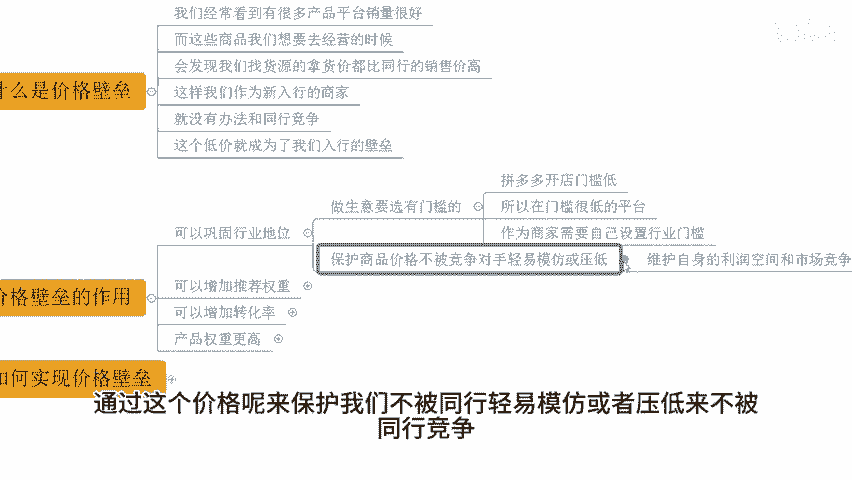 我们经常看到有很多产品平台销量很好
而这些商品我们想要去经营的时候
会发现我们找货源的拿货价都比同行的销售价高
什么是价格壁垒
这样我们作为新入行的商家
就没有办法和同行竞争
这个低价就成为了我们入行的壁垒
拼多多开店门槛低
做生意要选有门槛的
所以在门槛很低的平台
可以巩固行业地位
作为商家需要自己设置行业门槛
保护商品价格不被竞争对手轻易模仿或压低
维护自身的利润空间和市场竞争
价格壁垒的作用
可以增加推荐权重
可以增加转化率
产品权重更高
如何实现价格壁垒
通过这个价格呢来保护我们不被同行轻易模仿或者压低来不被
同行竞争